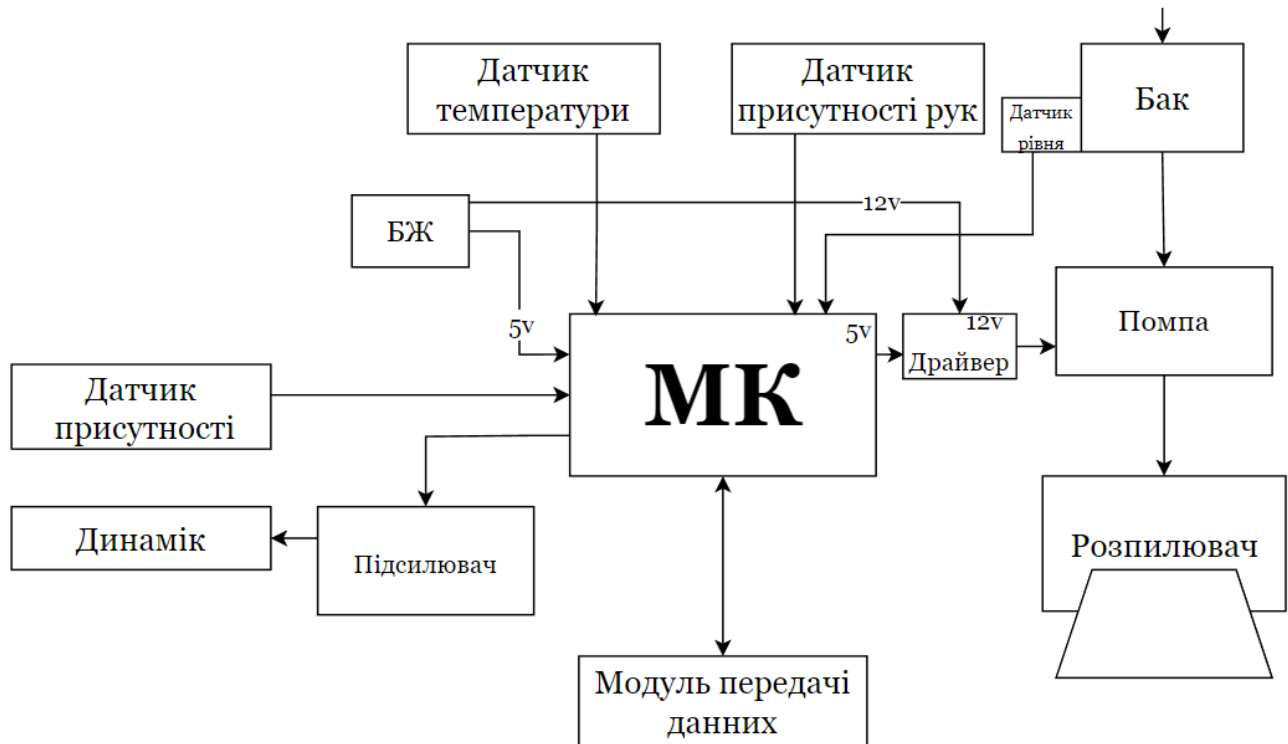 Датчик
температури
Датчик
присутності рук
Бак
Датчик
рівня
БЖ
12v
5v
МК
5v
12v
Драйвер
Помпа
Датчик
присутності
Динамік
Підсилювач
Розпилювач
Модуль передачі
данних